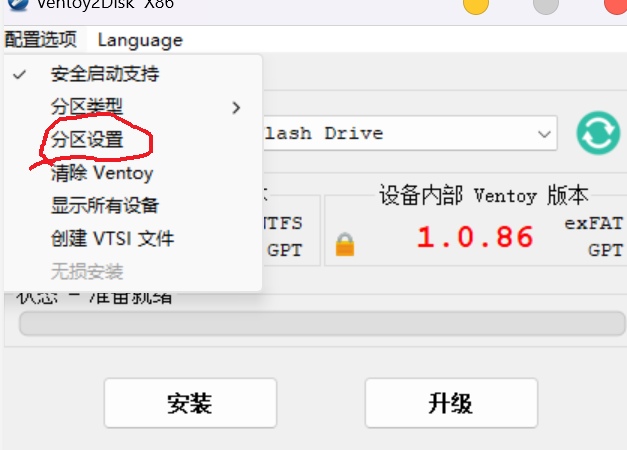 Ventoy2Disk X86
配置选项 Language
安全启动支持
分区类型
分区设置
清除 Ventoy
显示所有设备
创建 VTSI 文件
无损安装
lash Drive
本
NTFS
GPT
设备内部 Ventoy 版本
1.0.86
exFAT
GPT
状态 - 准备就绪
安装
升级